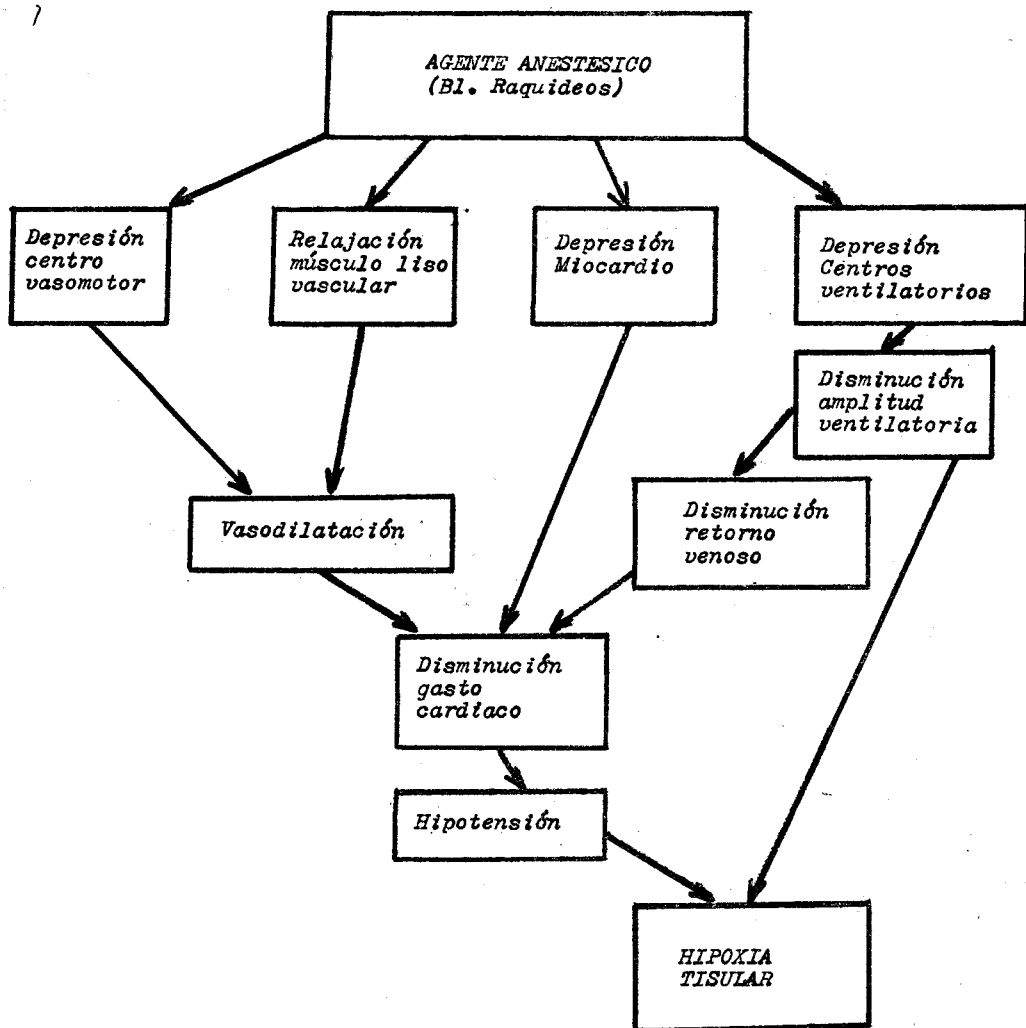 AGENTE ANESTESICO
(Bl. Raquideos)
Depresión
centro
vasomotor
Relajación
músculo liso
vascular
Depresión
Miocardio
Depresión
Centros
ventilatorios
Disminución
amplitud
ventilatoria
Vasodilatación
Disminución
retorno
venoso
Disminución
gasto
cardíaco
Hipotensión
HIPOXIA
TISULAR